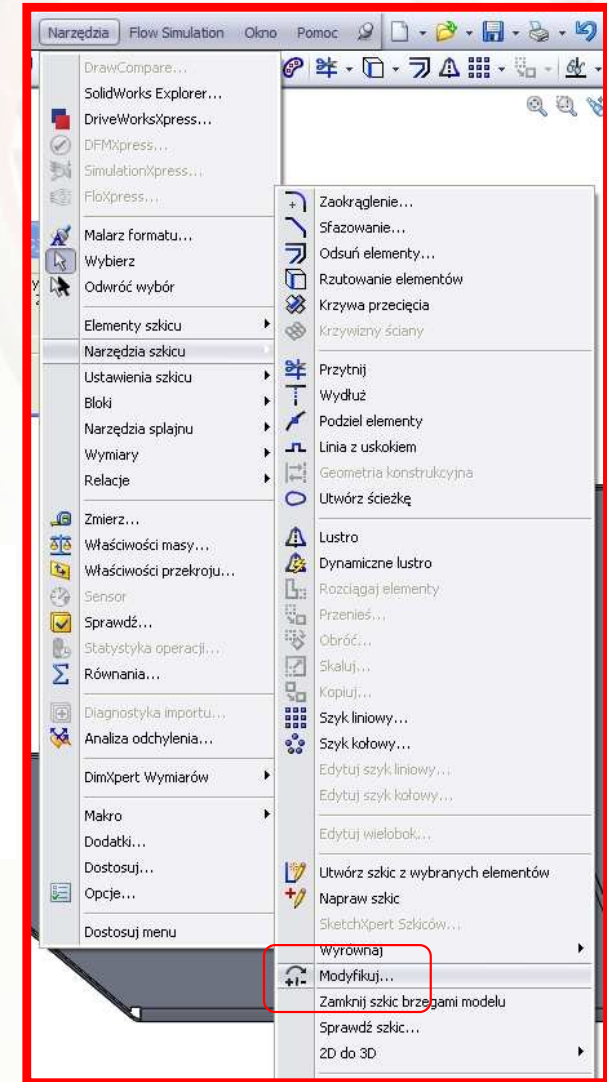 Narzędzia Flow Simulation Okno Pomoc
DrawCompare...
SolidWorks Explorer...
DriveWorksXpress...
DFMXpress...
SimulationXpress...
FloXpress...
Malarz formatu...
Wybierz
Odwróć wybór
Elementy szkicu
Narzędzia szkicu
Ustawienia szkicu
Bloki
Narzędzia splajnu
Wymiary
Relacje
Zmierz...
Właściwości masy...
Właściwości przekroju...
Sensor
Sprawdź...
Statystyka operacji...
Równania...
Diagnostyka importu...
Analiza odchylenia...
DimXpert Wymiarów
Makro
Dodatki...
Dostosuj...
Opcje...
Dostosuj menu
Zaokrąglenie...
Sfazowanie...
Odsuń elementy...
Rzutowanie elementów
Krzywa przecięcia
Krzywizny ściany
Przytnij
Wydłuż
Podziel elementy
Linia z uskokiem
Geometria konstrukcyjna
Utwórz ścieżkę
Lustro
Dynamiczne lustro
Rozciągaj elementy
Przenieś...
Obróć...
Skaluj...
Kopiuj...
Szyk liniowy...
Szyk kołowy...
Edytuj szyk liniowy...
Edytuj szyk kołowy...
Edytuj wielobok...
Utwórz szkic z wybranych elementów
Napraw szkic
SketchXpert Szkiców...
Wyrównaj
Modyfikuj...
Zamknij szkic brzegami modelu
Sprawdź szkic...
2D do 3D